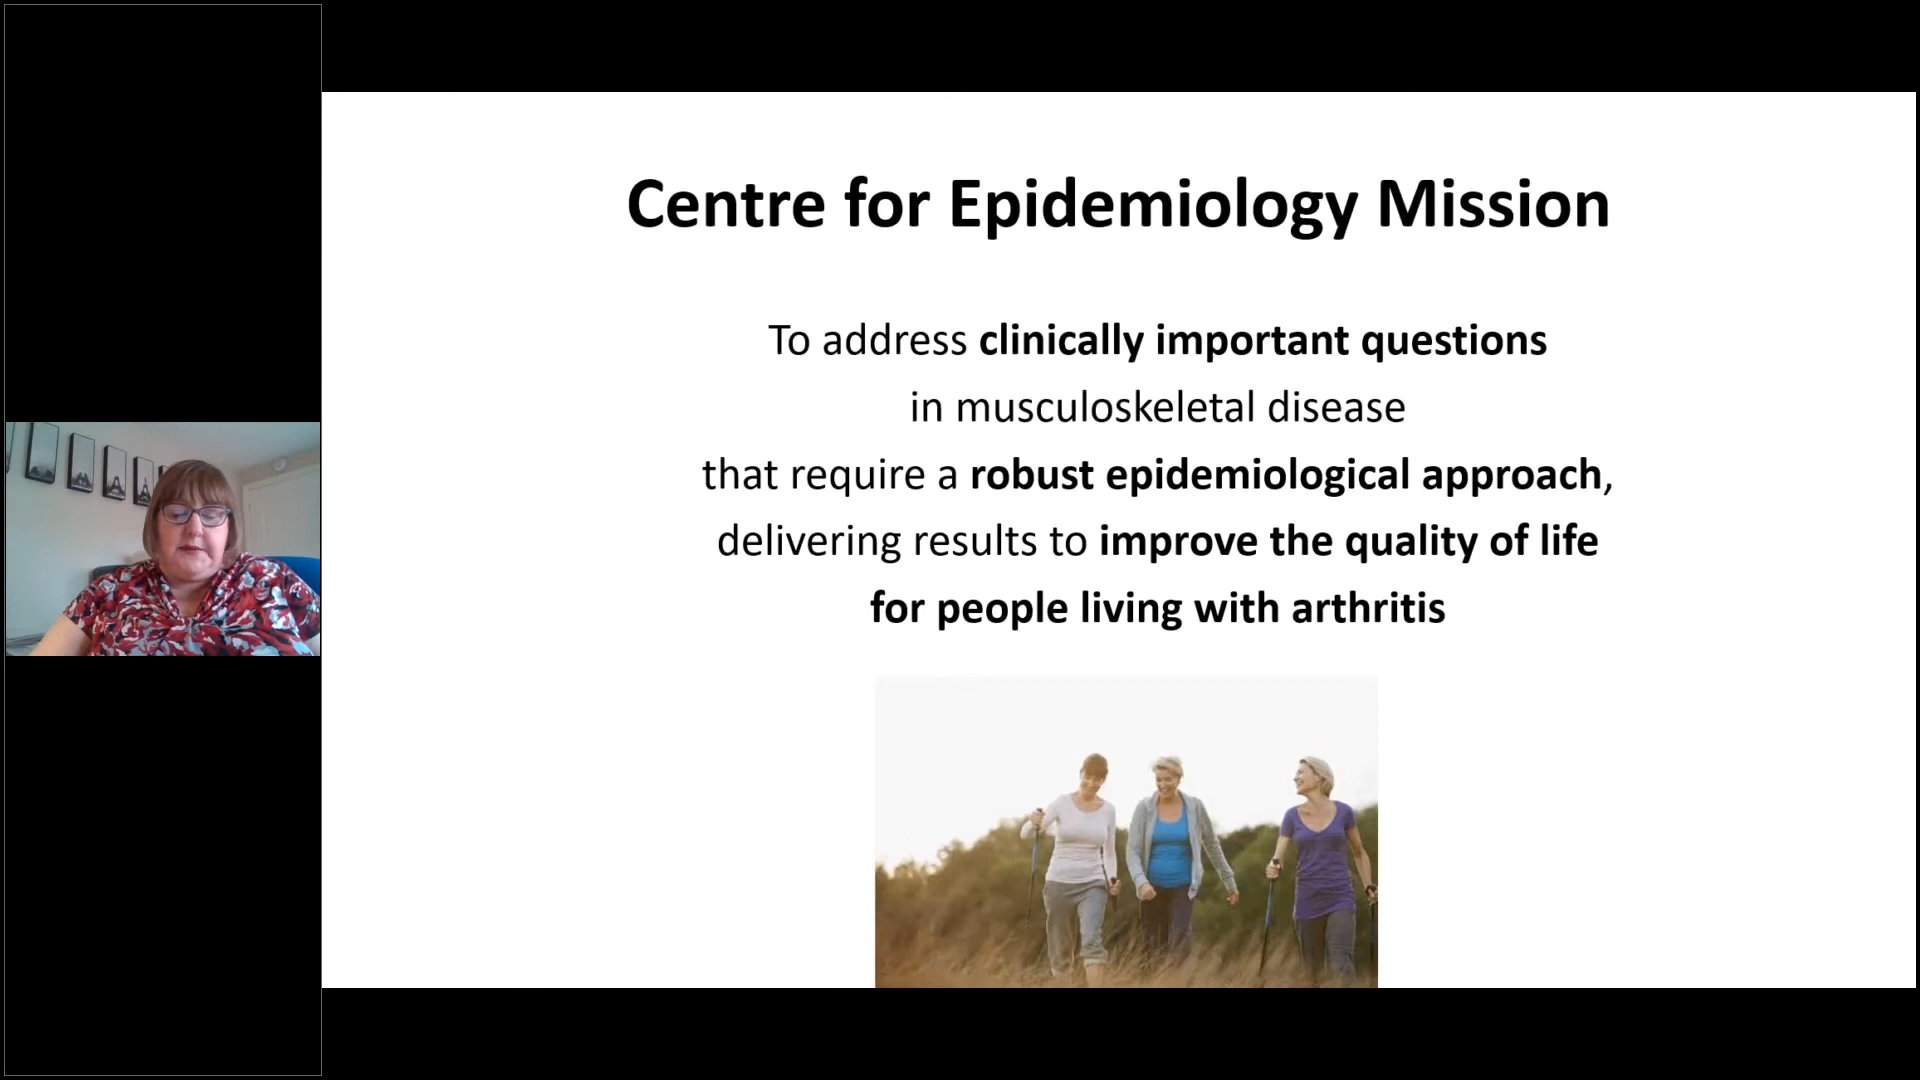 Centre for Epidemiology Mission
To address clinically important questions
in musculoskeletal disease
that require a robust epidemiological approach,
delivering results to improve the quality of life
for people living with arthritis